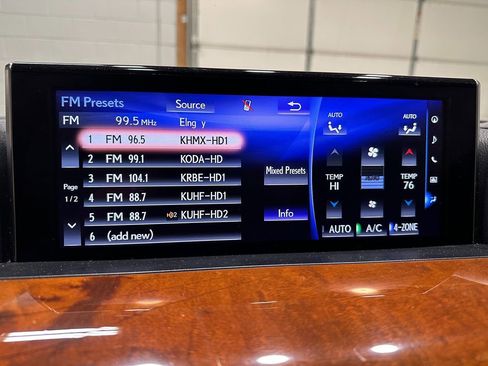 FM Presets Source
FM 99.5 MHz Elng y
1 FM 96.5 KHMX-HD1
2 FM 99.1 KODA-HD
3 FM 104.1 KRBE-HD1
4 FM 88.7 KUHF-HD1
5 FM 88.7 HD2 KUHF-HD2
6 (add new)
Page
1/2
Mixed Presets
Info
AUTO AUTO
TEMP TEMP
HI 76
AUTO A/C 4-ZONE